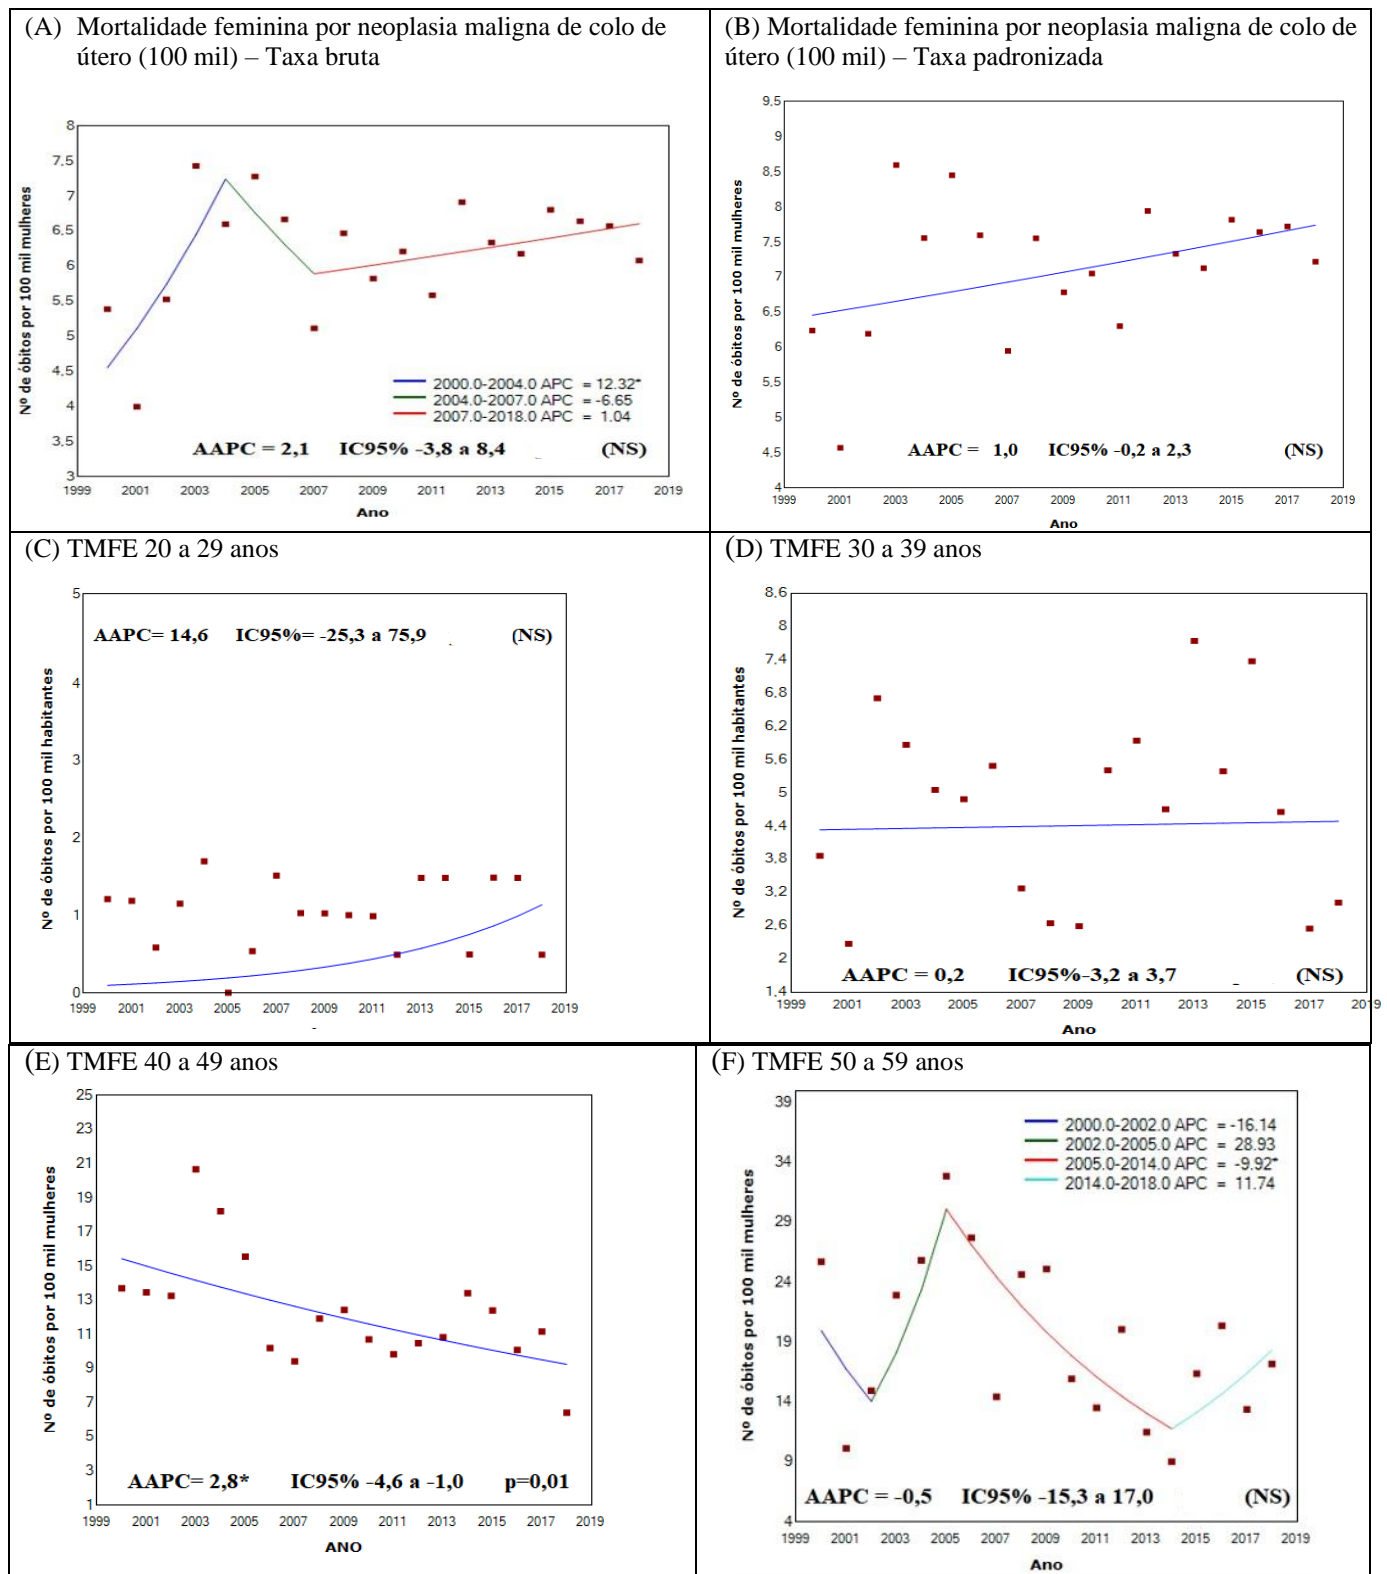 (A) Mortalidade feminina por neoplasia maligna de colo de
útero (100 mil) – Taxa bruta
8
7.5
7
6.5
6
5.5
5
4.5
4
3.5
3
Nº de óbitos por 100 mil mulheres
2000.0-2004.0 APC = 12.32*
2004.0-2007.0 APC = -6.65
2007.0-2018.0 APC = 1.04
AAPC = 2,1 IC95% -3,8 a 8,4 (NS)
1999 2001 2003 2005 2007 2009 2011 2013 2015 2017 2019
Ano
(B) Mortalidade feminina por neoplasia maligna de colo de
útero (100 mil) – Taxa padronizada
9.5
9
8.5
8
7.5
7
6.5
6
5.5
5
4.5
4
Nº de óbitos por 100 mil mulheres
AAPC = 1,0 IC95% -0,2 a 2,3 (NS)
1999 2001 2003 2005 2007 2009 2011 2013 2015 2017 2019
Ano
(C) TMFE 20 a 29 anos
5
4
3
2
1
0
Nº de óbitos por 100 mil habitantes
AAPC= 14,6 IC95%= -25,3 a 75,9 (NS)
1999 2001 2003 2005 2007 2009 2011 2013 2015 2017 2019
(D) TMFE 30 a 39 anos
8.6
8
7.4
6.8
6.2
5.6
5
4.4
3.8
3.2
2.6
2
1.4
Nº de óbitos por 100 mil mulheres
AAPC = 0,2 IC95%-3,2 a 3,7 (NS)
1999 2001 2003 2005 2007 2009 2011 2013 2015 2017 2019
Ano
(E) TMFE 40 a 49 anos
25
23
21
19
17
15
13
11
9
7
5
3
1
Nº de óbitos por 100 mil mulheres
AAPC= 2,8* IC95% -4,6 a -1,0 p=0,01
1999 2001 2003 2005 2007 2009 2011 2013 2015 2017 2019
ANO
(F) TMFE 50 a 59 anos
39
34
29
24
19
14
9
4
Nº de óbitos por 100 mil mulheres
2000.0-2002.0 APC = -16.14
2002.0-2005.0 APC = 28.93
2005.0-2014.0 APC = -9.92*
2014.0-2018.0 APC = 11.74
AAPC = -0,5 IC95% -15,3 a 17,0 (NS)
1999 2001 2003 2005 2007 2009 2011 2013 2015 2017 2019
Ano